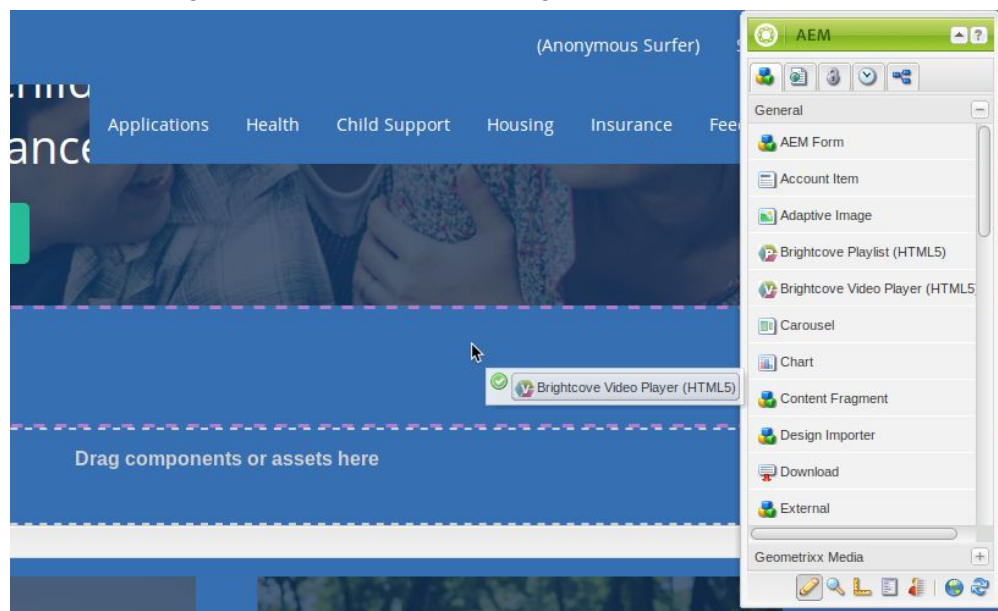 (Anonymous Surfer)
ance
Applications Health Child Support Housing Insurance
Brightcove Video Player (HTML5)
Drag components or assets here
AEM
?
General
AEM Form
Account Item
Adaptive Image
Brightcove Playlist (HTML5)
Brightcove Video Player (HTML5
Carousel
Chart
Content Fragment
Design Importer
Download
External
Geometrixx Media